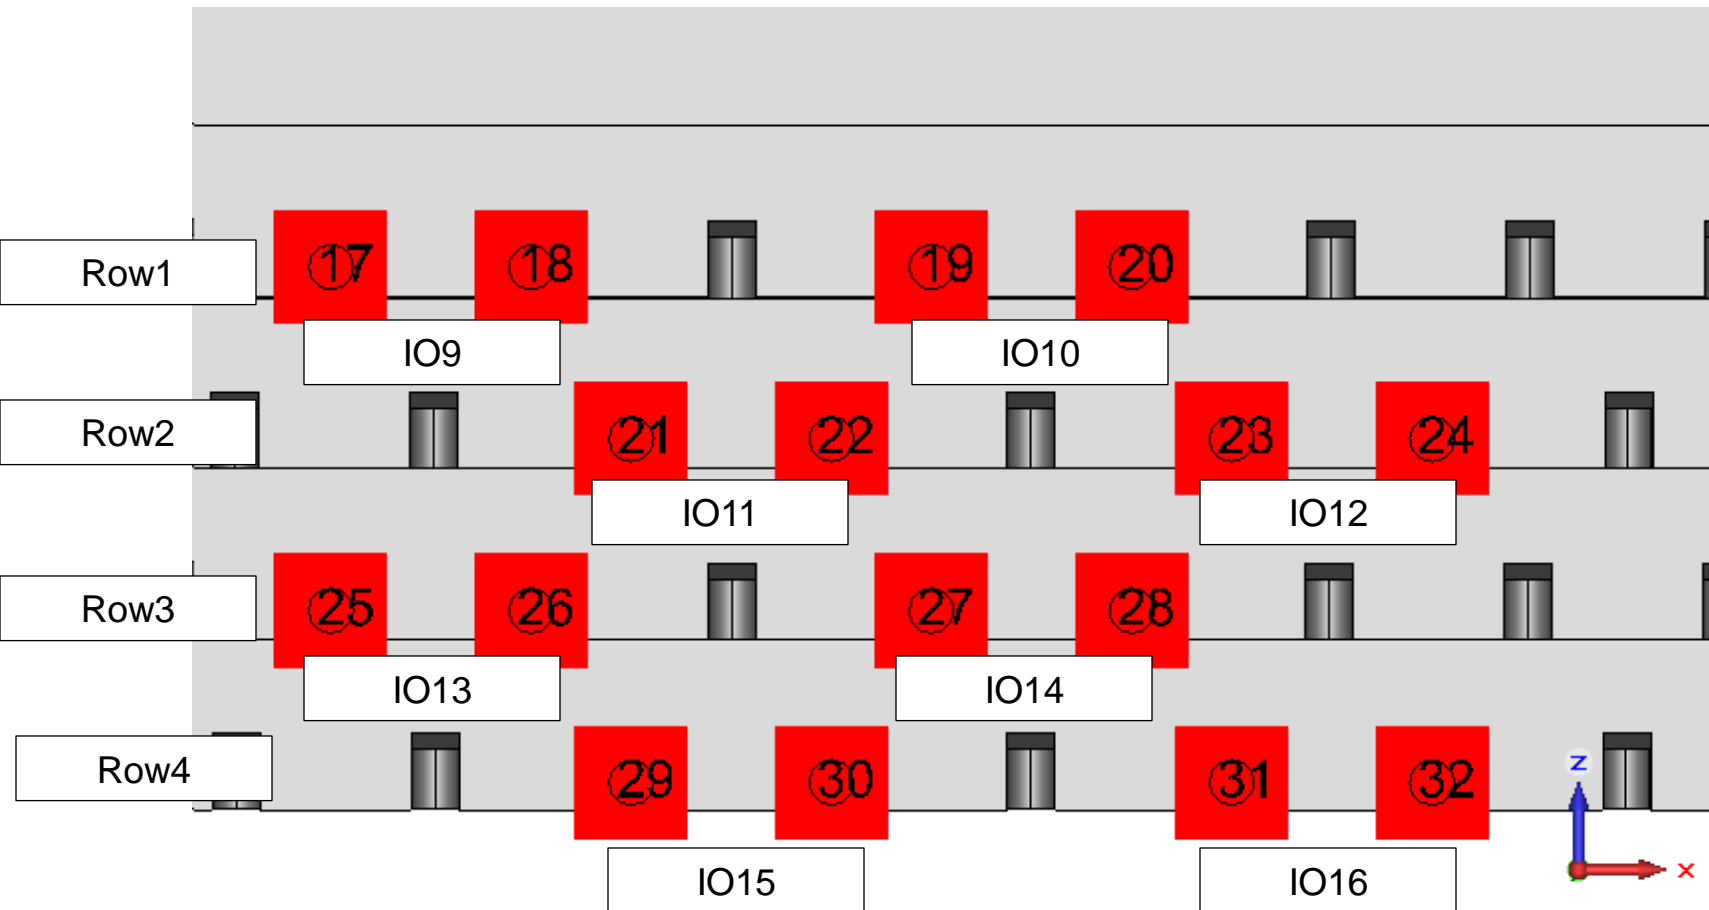 Row1
17 18 19 20
IO9 IO10
Row2
21 22 23 24
IO11 IO12
Row3
25 26 27 28
IO13 IO14
Row4
29 30 31 32
IO15 IO16
z
x